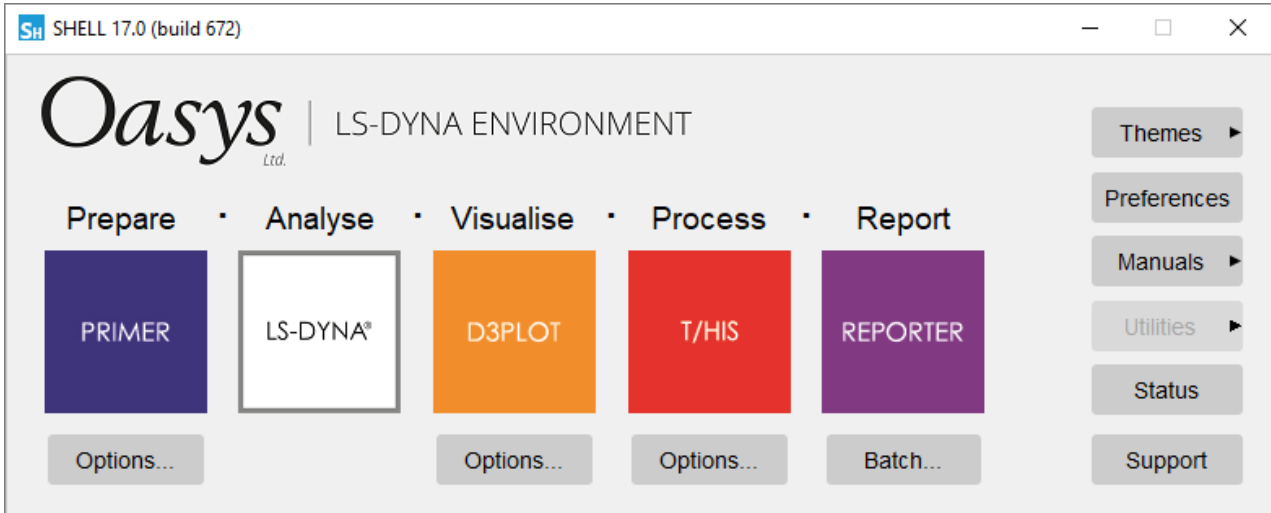 SH SHELL 17.0 (build 672)
Oasys Ltd. | LS-DYNA ENVIRONMENT
Prepare · Analyse · Visualise · Process · Report
PRIMER LS-DYNA® D3PLOT T/HIS REPORTER
Options... Options... Options... Batch...
Themes
Preferences
Manuals
Utilities
Status
Support